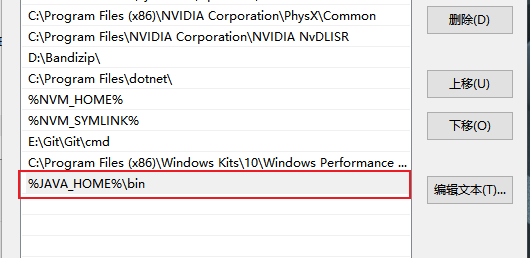 C:\Program Files (x86)\NVIDIA Corporation\PhysX\Common
C:\Program Files\NVIDIA Corporation\NVIDIA NvDLISR
D:\Bandizip\
C:\Program Files\dotnet\
%NVM_HOME%
%NVM_SYMLINK%
E:\Git\Git\cmd
C:\Program Files (x86)\Windows Kits\10\Windows Performance ...
%JAVA_HOME%\bin
删除(D)
上移(U)
下移(O)
编辑文本(T)...